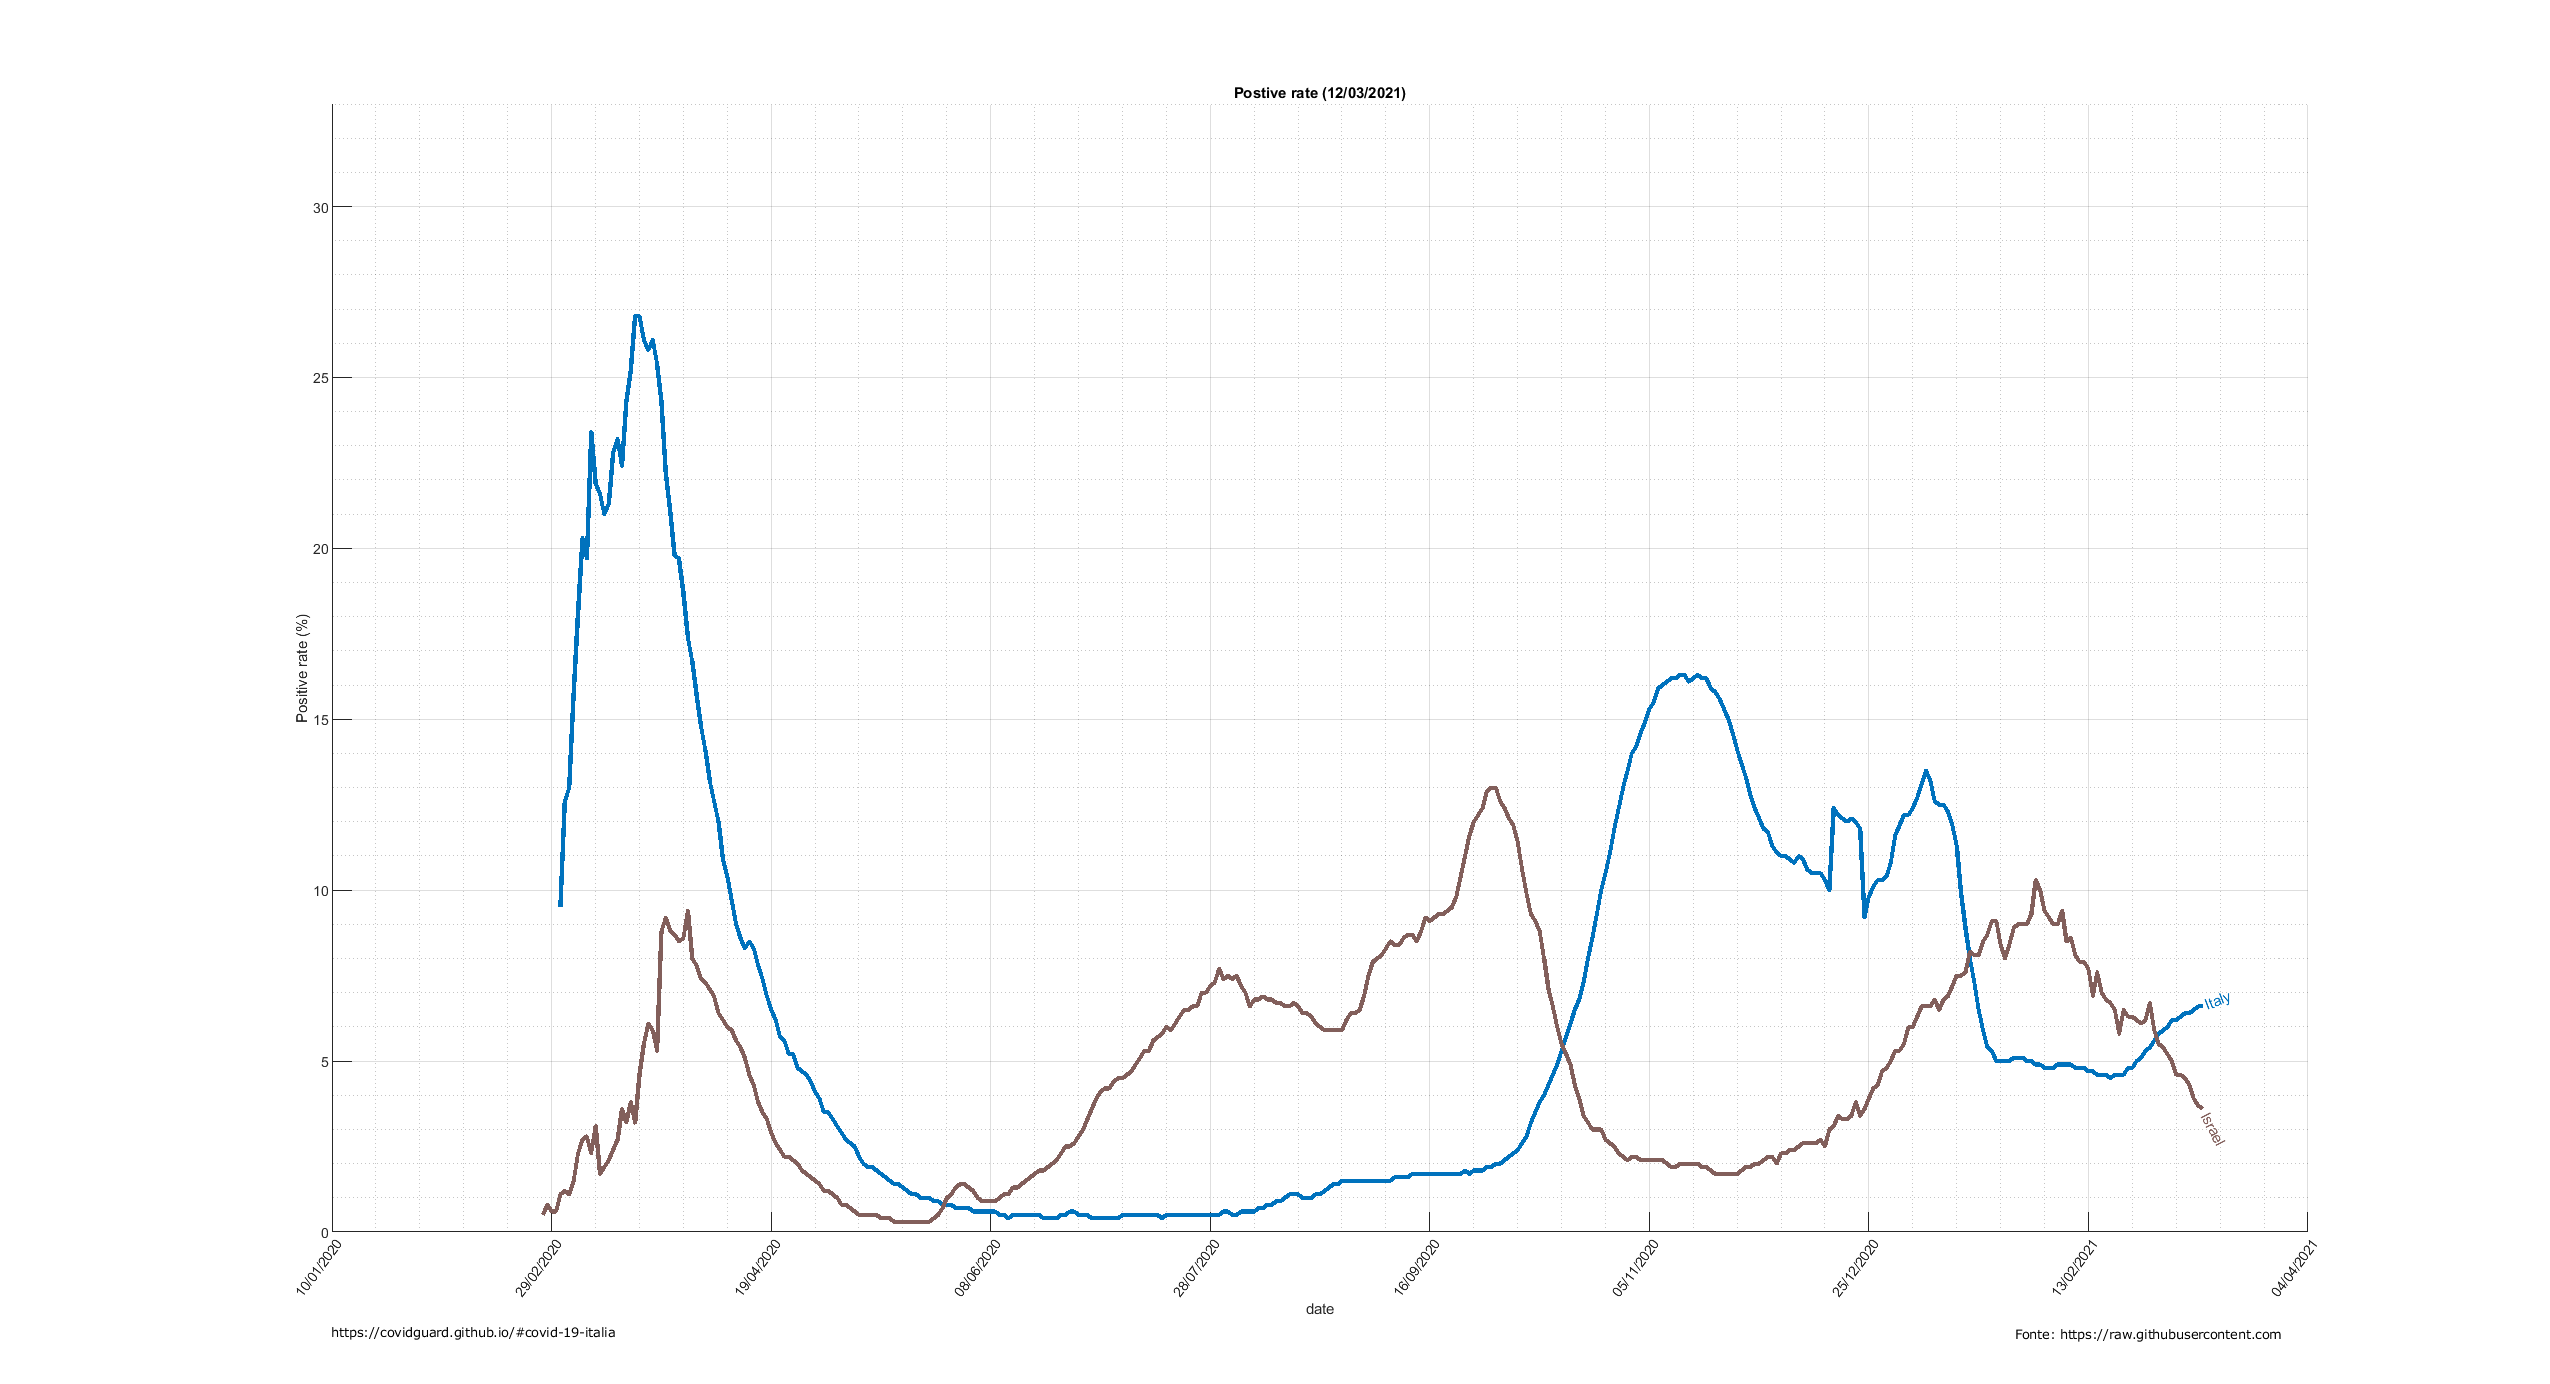 Postive rate (12/03/2021)
Positive rate (%)
30
25
20
15
10
5
0
Italy
Israel
10/01/2020
29/02/2020
19/04/2020
08/06/2020
28/07/2020
16/09/2020
05/11/2020
25/12/2020
13/02/2021
04/04/2021
date
https://covidguard.github.io/#covid-19-italia
Fonte: https://raw.githubusercontent.com